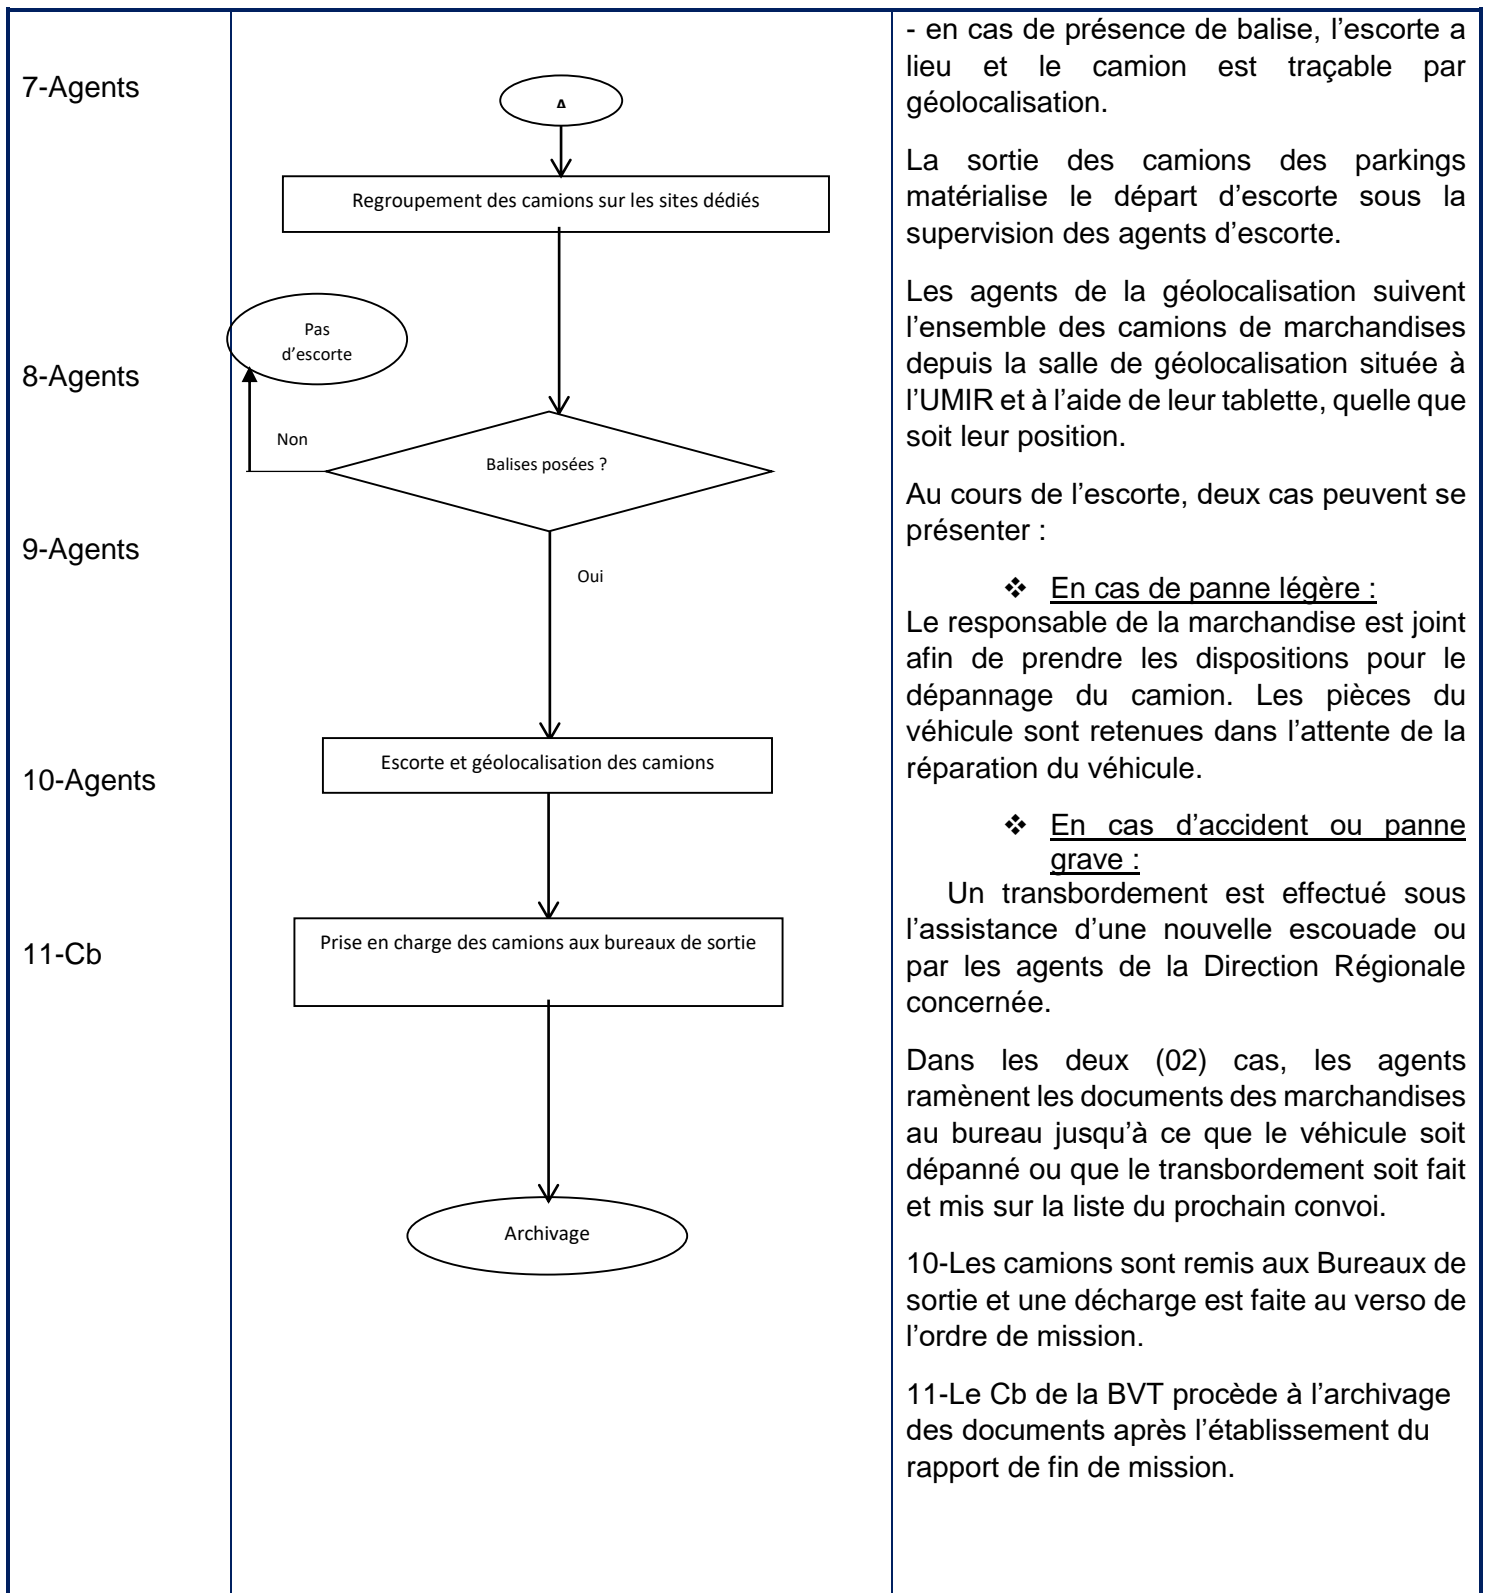 7-Agents
8-Agents
9-Agents
10-Agents
11-Cb
A
Regroupement des camions sur les sites dédiés
Pas
d’escorte
Non
Balises posées ?
Oui
Escorte et géolocalisation des camions
Prise en charge des camions aux bureaux de sortie
Archivage
- en cas de présence de balise, l’escorte a
lieu et le camion est traçable par
géolocalisation.
La sortie des camions des parkings
matérialise le départ d’escorte sous la
supervision des agents d’escorte.
Les agents de la géolocalisation suivent
l’ensemble des camions de marchandises
depuis la salle de géolocalisation située à
l’UMIR et à l’aide de leur tablette, quelle que
soit leur position.
Au cours de l’escorte, deux cas peuvent se
présenter :
❖ En cas de panne légère :
Le responsable de la marchandise est joint
afin de prendre les dispositions pour le
dépannage du camion. Les pièces du
véhicule sont retenues dans l’attente de la
réparation du véhicule.
❖ En cas d’accident ou panne
grave :
Un transbordement est effectué sous
l’assistance d’une nouvelle escouade ou
par les agents de la Direction Régionale
concernée.
Dans les deux (02) cas, les agents
ramènent les documents des marchandises
au bureau jusqu’à ce que le véhicule soit
dépanné ou que le transbordement soit fait
et mis sur la liste du prochain convoi.
10-Les camions sont remis aux Bureaux de
sortie et une décharge est faite au verso de
l’ordre de mission.
11-Le Cb de la BVT procède à l’archivage
des documents après l’établissement du
rapport de fin de mission.